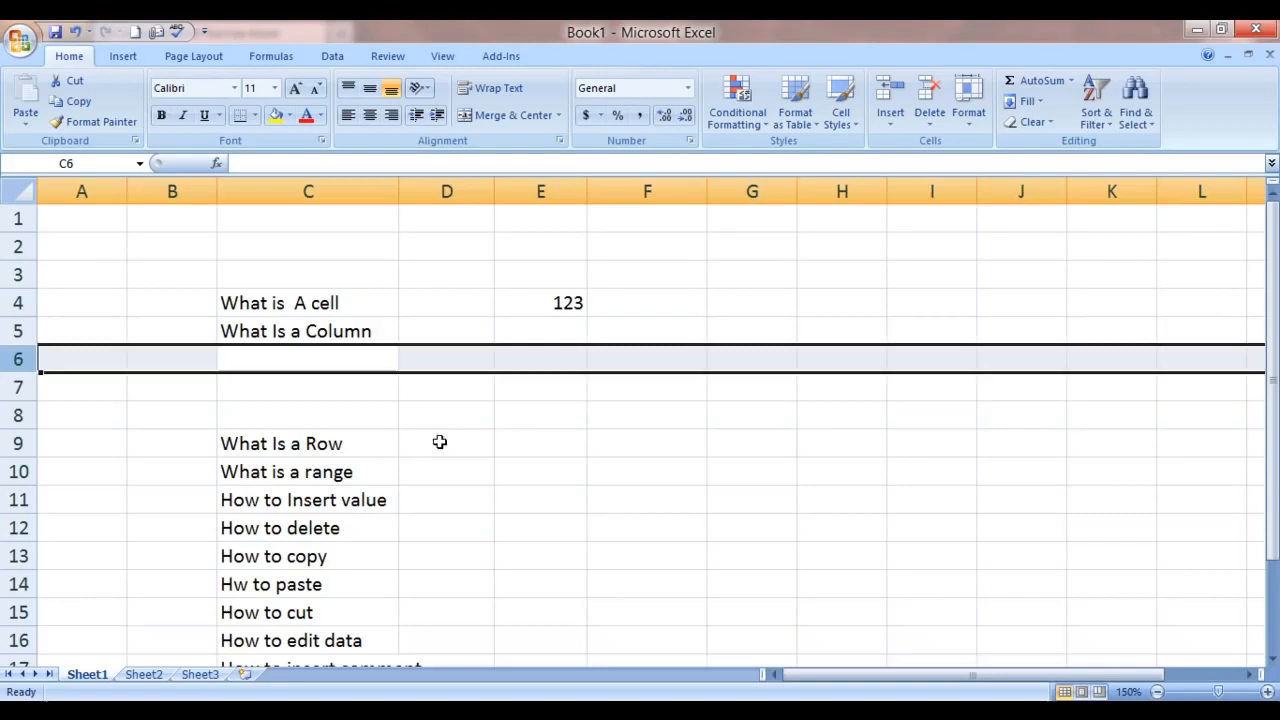 Book1 - Microsoft Excel
Home Insert Page Layout Formulas Data Review View Add-Ins
Paste
Cut
Copy
Format Painter
Clipboard
Calibri 11
B I U
Font
Wrap Text
Merge & Center
Alignment
General
$ % ,
Number
Conditional Formatting
Format as Table
Cell Styles
Styles
Insert Delete Format
Cells
AutoSum
Fill
Clear
Sort & Filter
Find & Select
Editing
C6 fx
A B C D E F G H I J K L
1
2
3
4 What is  A cell 123
5 What Is a Column
6
7
8
9 What Is a Row
10 What is a range
11 How to Insert value
12 How to delete
13 How to copy
14 Hw to paste
15 How to cut
16 How to edit data
17 How to insert comment
Sheet1 Sheet2 Sheet3
Ready 150%